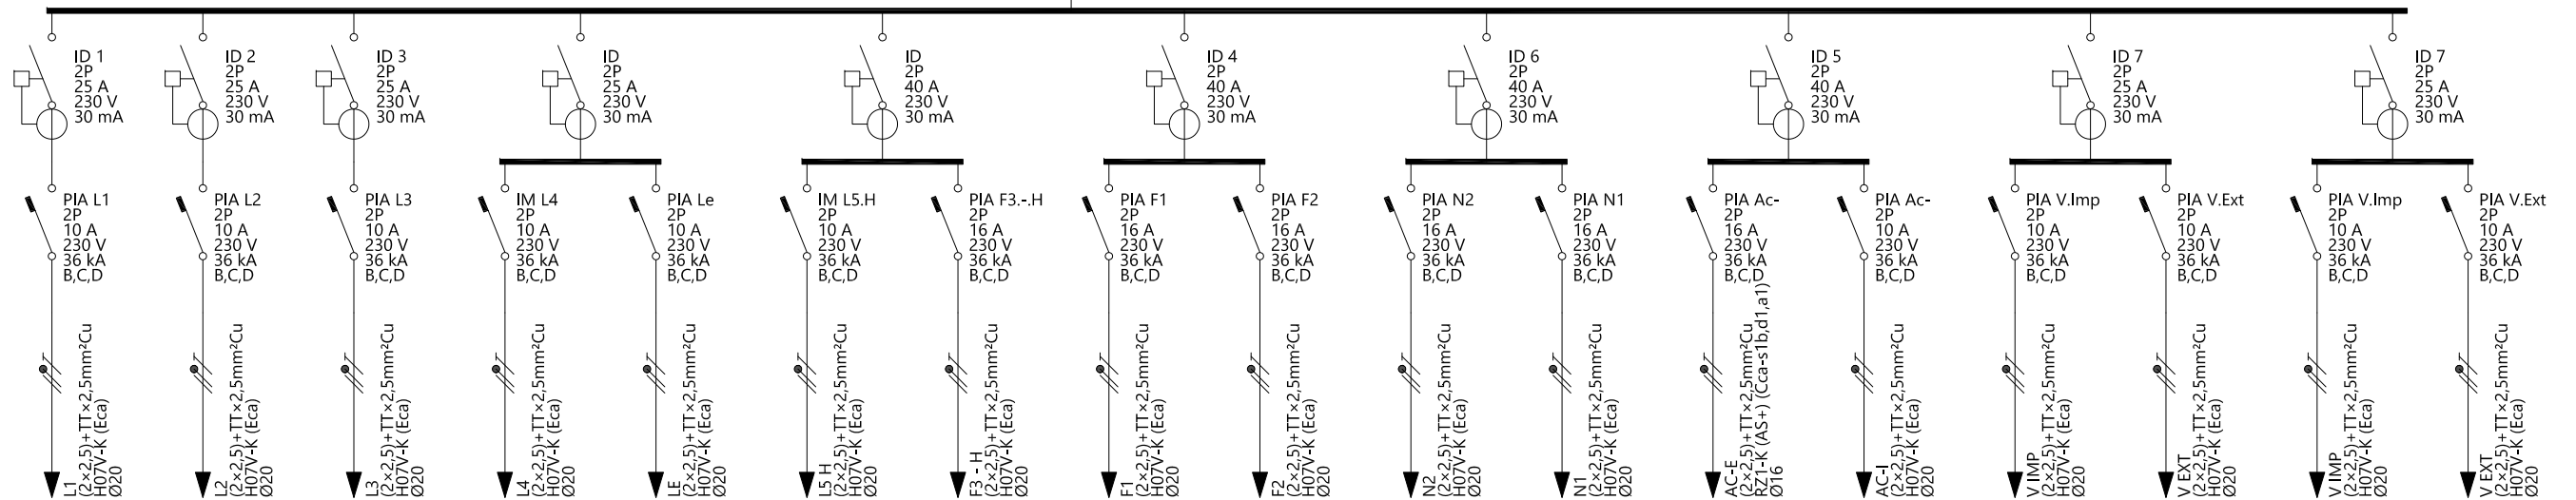 ID 1
2P
25 A
230 V
30 mA
ID 2
2P
25 A
230 V
30 mA
ID 3
2P
25 A
230 V
30 mA
ID
2P
25 A
230 V
30 mA
ID
2P
40 A
230 V
30 mA
ID 4
2P
40 A
230 V
30 mA
ID 6
2P
40 A
230 V
30 mA
ID 5
2P
40 A
230 V
30 mA
ID 7
2P
25 A
230 V
30 mA
ID 7
2P
25 A
230 V
30 mA
PIA L1
2P
10 A
230 V
36 kA
B,C,D
PIA L2
2P
10 A
230 V
36 kA
B,C,D
PIA L3
2P
10 A
230 V
36 kA
B,C,D
IM L4
2P
10 A
230 V
36 kA
B,C,D
PIA Le
2P
10 A
230 V
36 kA
B,C,D
IM L5.H
2P
10 A
230 V
36 kA
B,C,D
PIA F3.-.H
2P
16 A
230 V
36 kA
B,C,D
PIA F1
2P
16 A
230 V
36 kA
B,C,D
PIA F2
2P
16 A
230 V
36 kA
B,C,D
PIA N2
2P
16 A
230 V
36 kA
B,C,D
PIA N1
2P
16 A
230 V
36 kA
B,C,D
PIA Ac-
2P
16 A
230 V
36 kA
B,C,D
PIA Ac-
2P
10 A
230 V
36 kA
B,C,D
PIA V.Imp
2P
10 A
230 V
36 kA
B,C,D
PIA V.Ext
2P
10 A
230 V
36 kA
B,C,D
PIA V.Imp
2P
10 A
230 V
36 kA
B,C,D
PIA V.Ext
2P
10 A
230 V
36 kA
B,C,D
L1
(2×2,5)+TT×2,5mm²Cu
H07V-K (Eca)
Ø20
L2
(2×2,5)+TT×2,5mm²Cu
H07V-K (Eca)
Ø20
L3
(2×2,5)+TT×2,5mm²Cu
H07V-K (Eca)
Ø20
L4
(2×2,5)+TT×2,5mm²Cu
H07V-K (Eca)
Ø20
LE
(2×2,5)+TT×2,5mm²Cu
H07V-K (Eca)
Ø20
L5 H
(2×2,5)+TT×2,5mm²Cu
H07V-K (Eca)
Ø20
F3 - H
(2×2,5)+TT×2,5mm²Cu
H07V-K (Eca)
Ø20
F1
(2×2,5)+TT×2,5mm²Cu
H07V-K (Eca)
Ø20
F2
(2×2,5)+TT×2,5mm²Cu
H07V-K (Eca)
Ø20
N2
(2×2,5)+TT×2,5mm²Cu
H07V-K (Eca)
Ø20
N1
(2×2,5)+TT×2,5mm²Cu
H07V-K (Eca)
Ø20
AC-E
(2×2,5)+TT×2,5mm²Cu
RZ1-K (AS+) (Cca-s1b,d1,a1)
Ø16
AC-I
(2×2,5)+TT×2,5mm²Cu
H07V-K (Eca)
Ø20
V IMP
(2×2,5)+TT×2,5mm²Cu
H07V-K (Eca)
Ø20
V EXT
(2×2,5)+TT×2,5mm²Cu
H07V-K (Eca)
Ø20
V IMP
(2×2,5)+TT×2,5mm²Cu
H07V-K (Eca)
Ø20
V EXT
(2×2,5)+TT×2,5mm²Cu
H07V-K (Eca)
Ø20